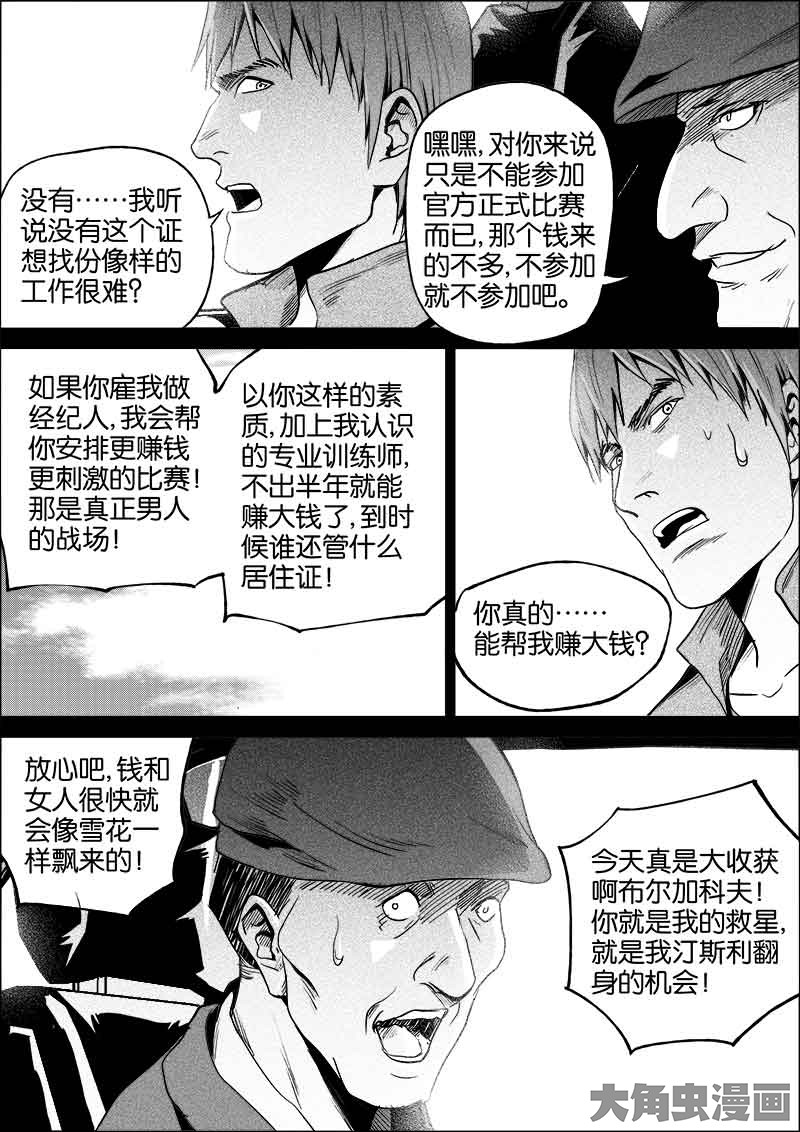 没有……我听
说没有这个证
想找份像样的
工作很难？
嘿嘿，对你来说
只是不能参加
官方正式比赛
而已，那个钱来
的不多，不参加
就不参加吧。
如果你雇我做
经纪人，我会帮
你安排更赚钱
更刺激的比赛！
那是真正男人
的战场！
以你这样的素
质，加上我认识
的专业训练师，
不出半年就能
赚大钱了，到时
候谁还管什么
居住证！
你真的……
能帮我赚大钱？
放心吧，钱和
女人很快就
会像雪花一
样飘来的！
今天真是大收获
啊布尔加科夫！
你就是我的救星，
就是我汀斯利翻
身的机会！
大角虫漫画